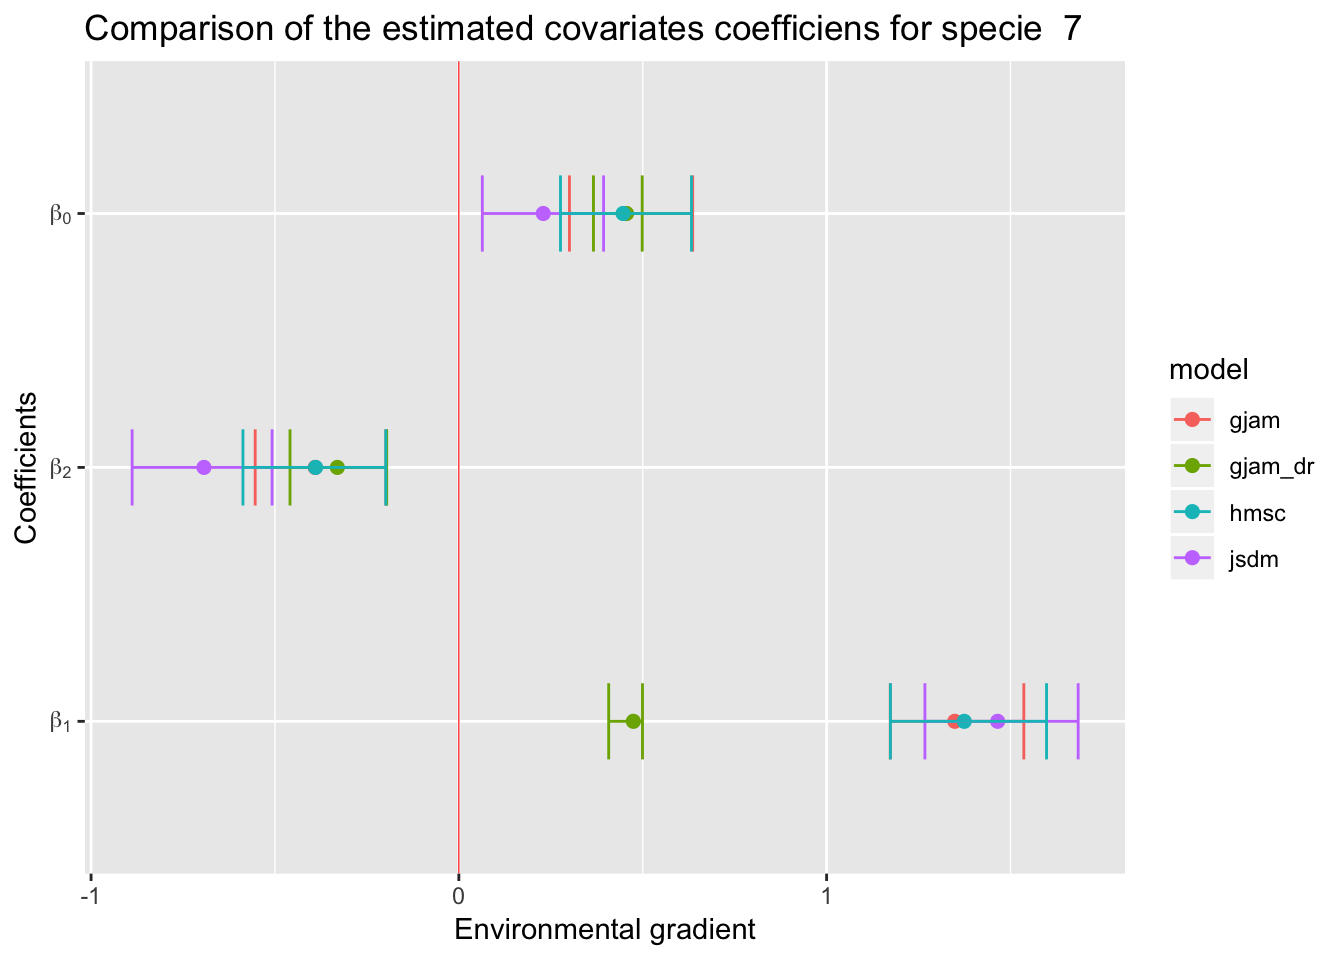 Comparison of the estimated covariates coefficiens for specie  7
β₀
β₂
β₁
Coefficients
-1
0
1
Environmental gradient
model
gjam
gjam_dr
hmsc
jsdm